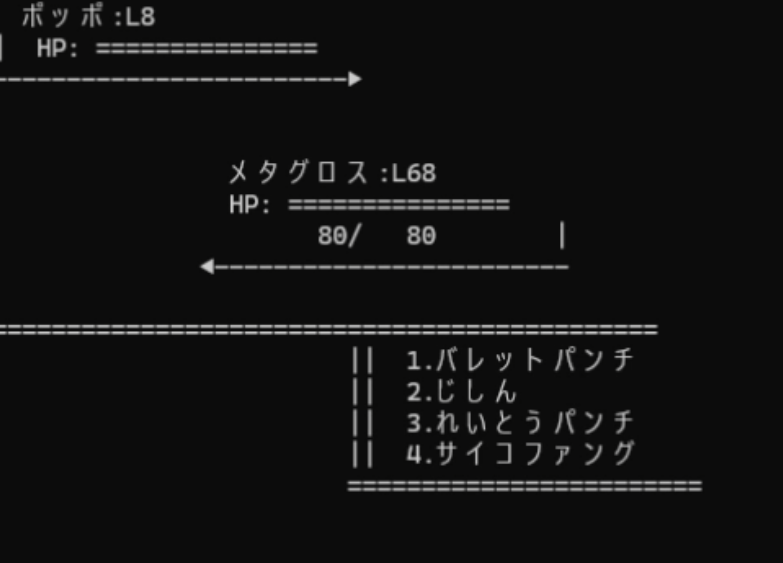 ポッポ:L8
| HP: ===============
------------------------▶
メタグロス:L68
HP: ===============
80/ 80 |
◀------------------------
=============================================
|| 1.バレットパンチ
|| 2.じしん
|| 3.れいとうパンチ
|| 4.サイコファング
========================